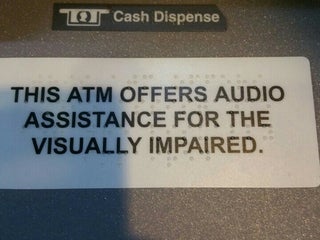 Cash Dispense
THIS ATM OFFERS AUDIO
ASSISTANCE FOR THE
VISUALLY IMPAIRED.